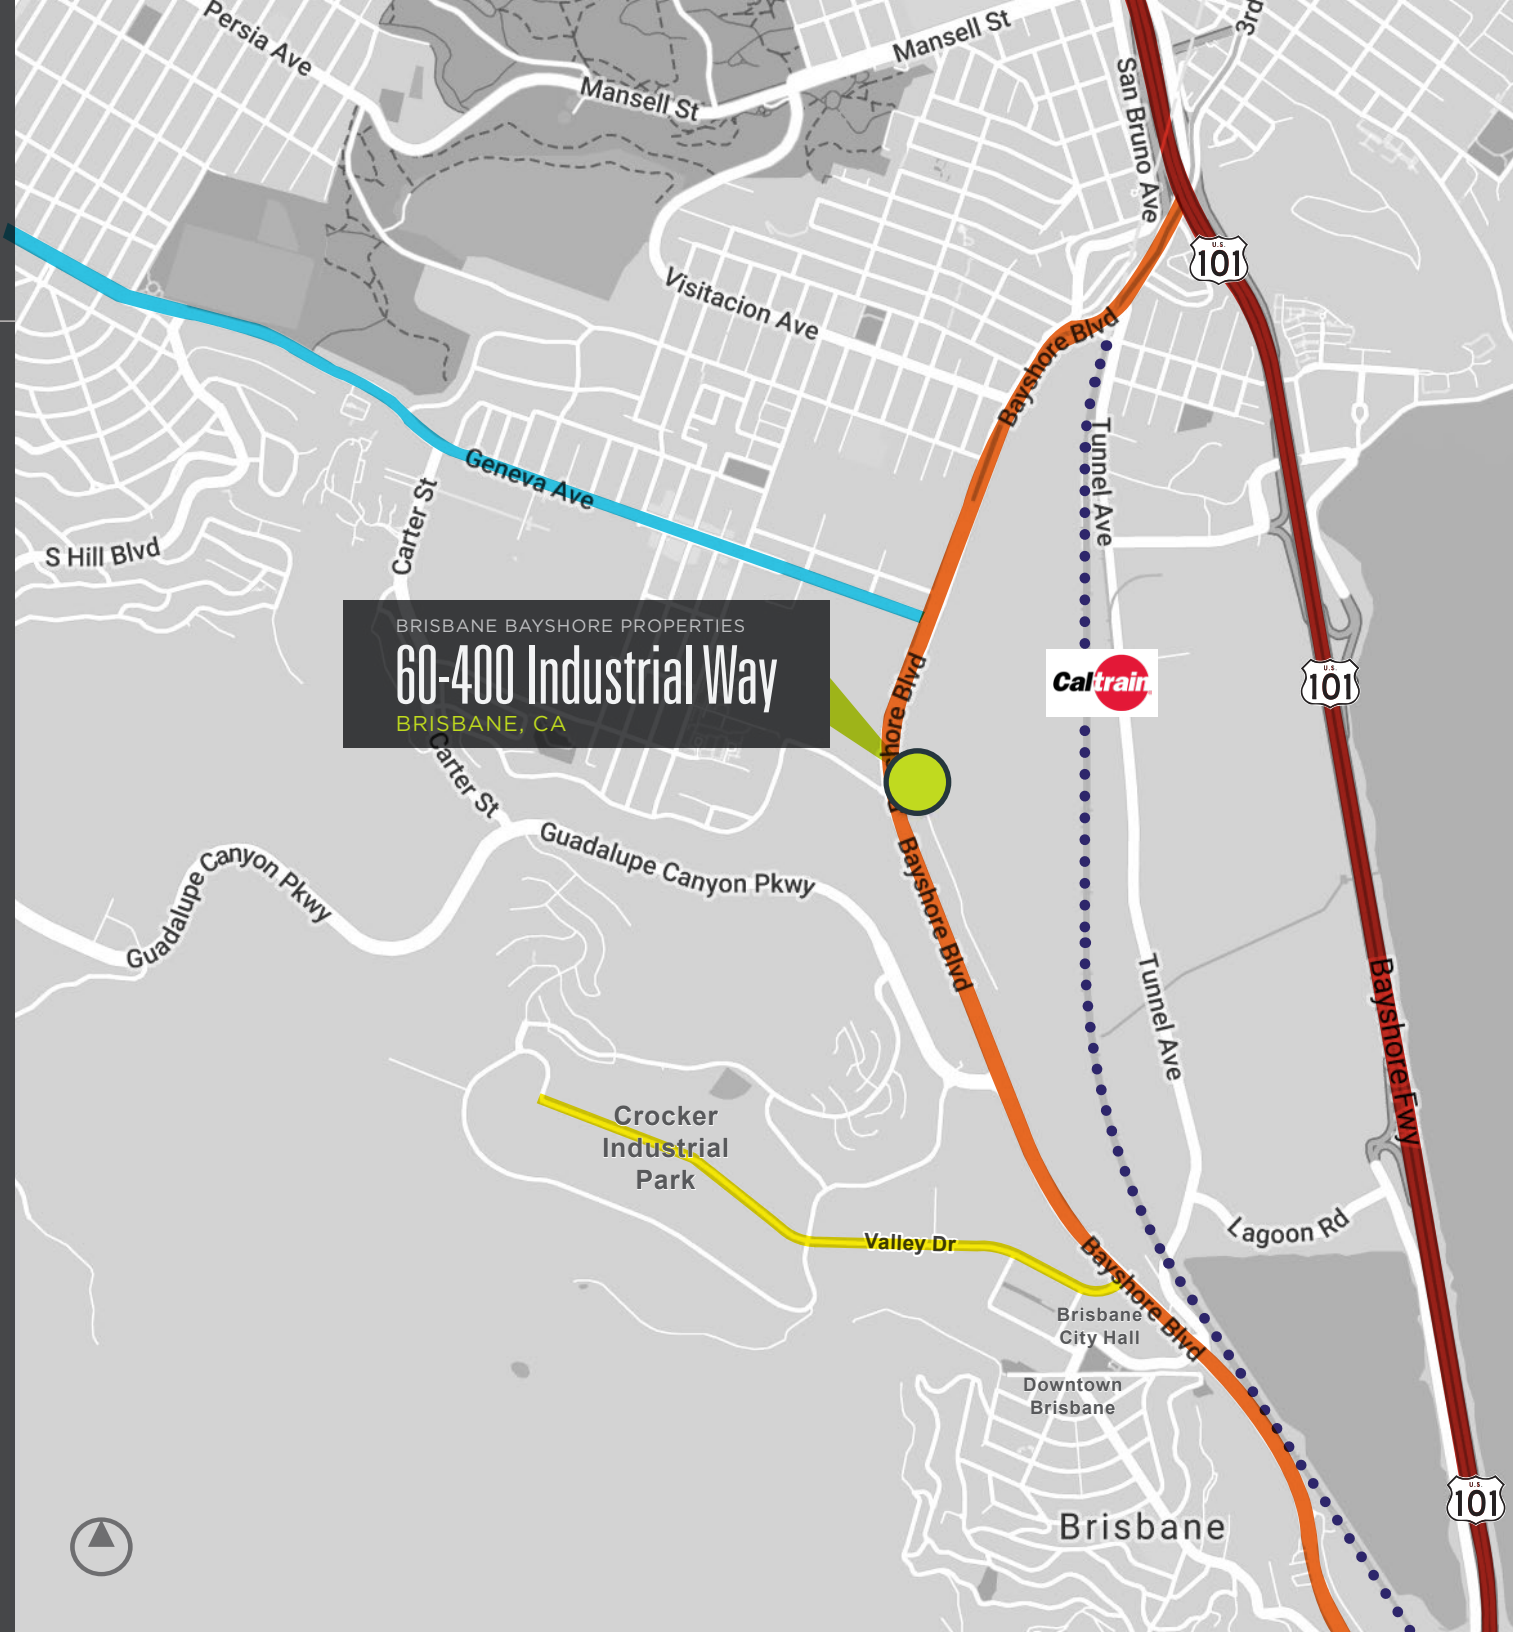 Persia Ave
Mansell St
Mansell St
3rd
San Bruno Ave
U.S.
101
Visitacion Ave
Bayshore Blvd
Tunnel Ave
Geneva Ave
Carter St
S Hill Blvd
BRISBANE BAYSHORE PROPERTIES
60-400 Industrial Way
BRISBANE, CA
shore Blvd
Caltrain
U.S.
101
Carter St
Guadalupe Canyon Pkwy
Guadalupe Canyon Pkwy
Bayshore Blvd
Tunnel Ave
Bayshore Fwy
Crocker
Industrial
Park
Valley Dr
Lagoon Rd
Bayshore Blvd
Brisbane
City Hall
Downtown
Brisbane
U.S.
101
Brisbane